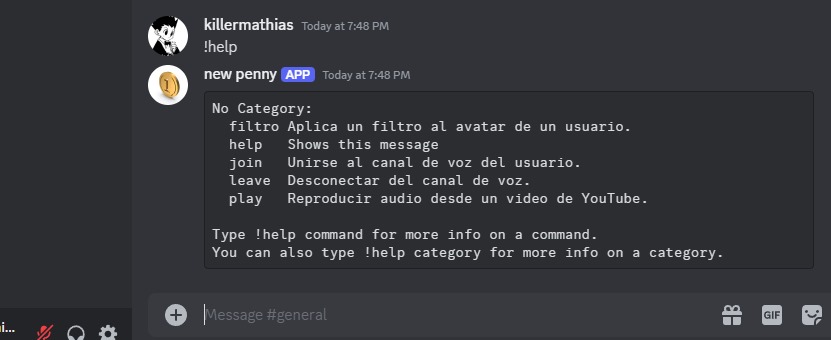 killermathias Today at 7:48 PM
!help
new penny APP Today at 7:48 PM
No Category:
filtro Aplica un filtro al avatar de un usuario.
help Shows this message
join Unirse al canal de voz del usuario.
leave Desconectar del canal de voz.
play Reproducir audio desde un video de YouTube.
Type !help command for more info on a command.
You can also type !help category for more info on a category.
Message #general
GIF